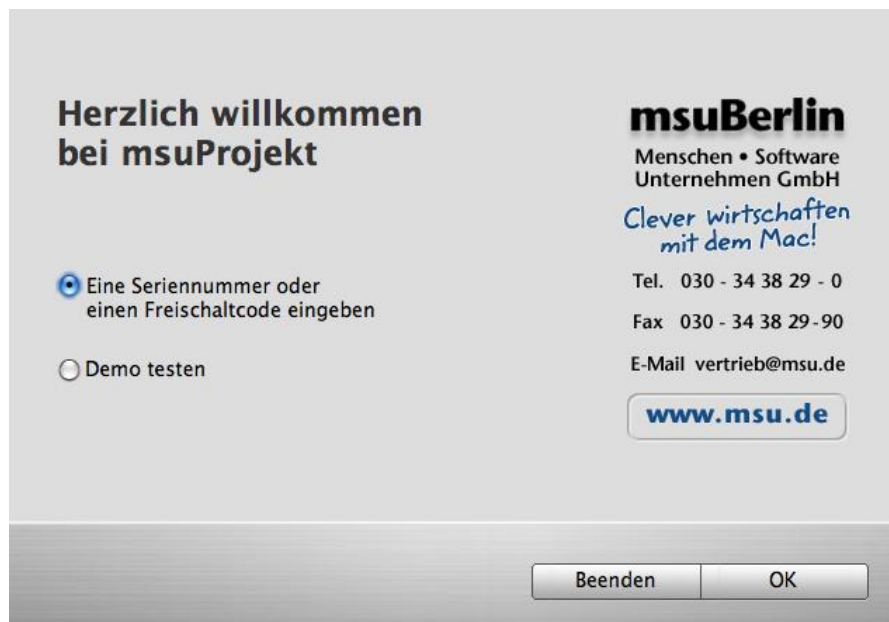 Herzlich willkommen
bei msuProjekt
Eine Seriennummer oder
einen Freischaltcode eingeben
Demo testen
msuBerlin
Menschen • Software
Unternehmen GmbH
Clever wirtschaften
mit dem Mac!
Tel. 030 - 34 38 29 - 0
Fax 030 - 34 38 29-90
E-Mail vertrieb@msu.de
www.msu.de
Beenden
OK